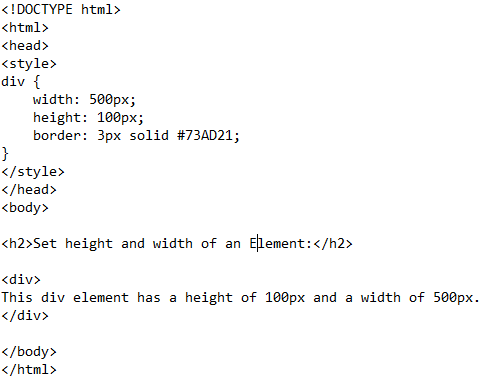 <!DOCTYPE html>
<html>
<head>
<style>
div {
    width: 500px;
    height: 100px;
    border: 3px solid #73AD21;
}
</style>
</head>
<body>

<h2>Set height and width of an Element:</h2>

<div>
This div element has a height of 100px and a width of 500px.
</div>

</body>
</html>